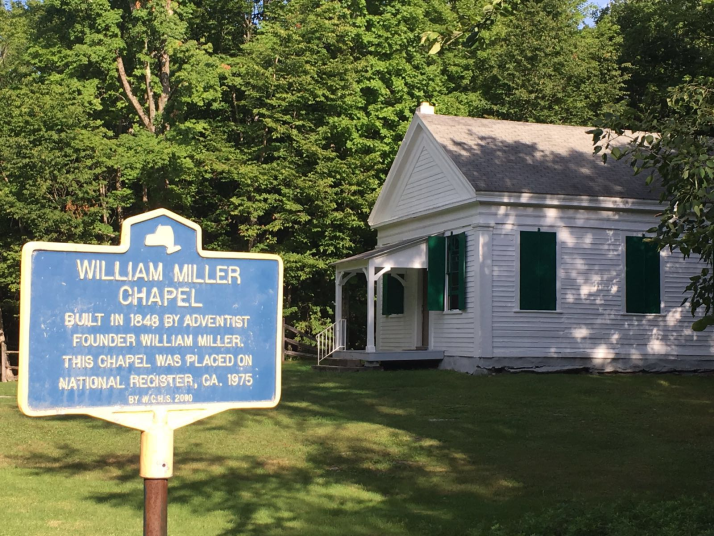 WILLIAM MILLER
CHAPEL
BUILT IN 1848 BY ADVENTIST
FOUNDER WILLIAM MILLER.
THIS CHAPEL WAS PLACED ON
NATIONAL REGISTER, CA. 1975
BY W.C.H.S. 2000